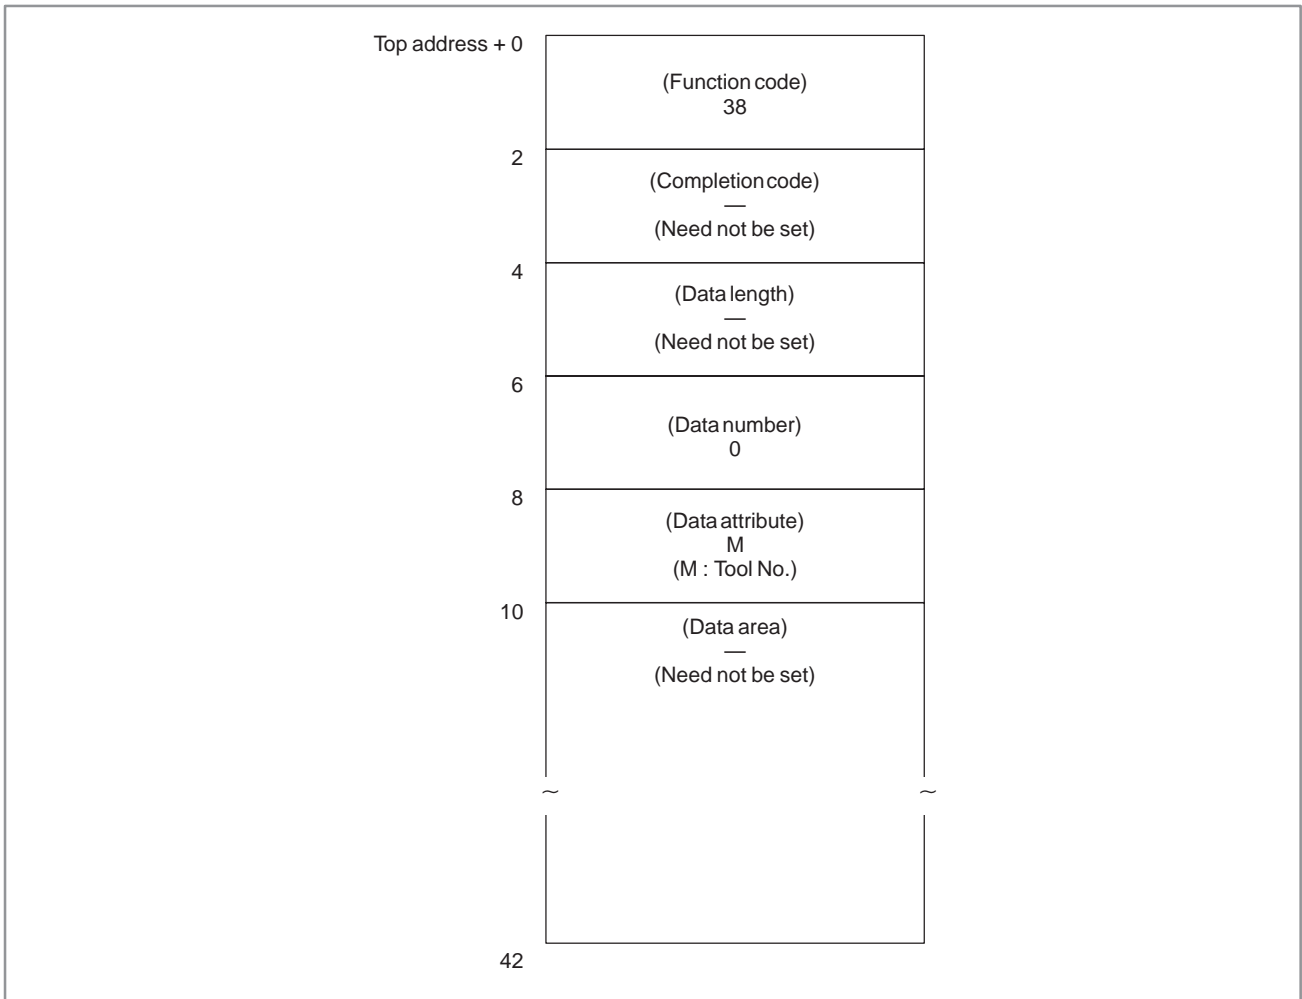 Top address + 0
(Function code)
38
2
(Completion code)
—
(Need not be set)
4
(Data length)
—
(Need not be set)
6
(Data number)
0
8
(Data attribute)
M
(M : Tool No.)
10
(Data area)
—
(Need not be set)
~ ~
42